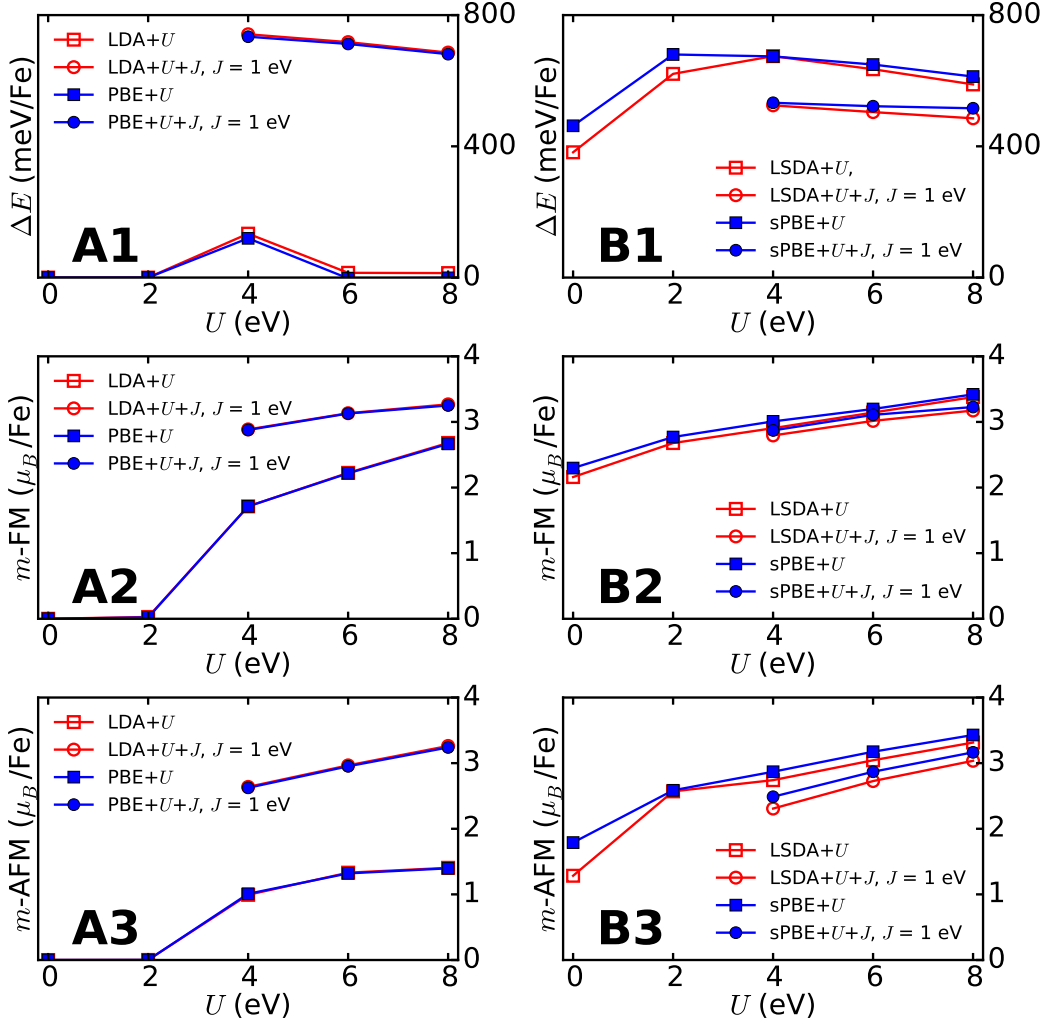 LDA+U
LDA+U+J, J = 1 eV
PBE+U
PBE+U+J, J = 1 eV
A1
ΔE (meV/Fe)
800
400
0
0 2 4 6 8
U (eV)
LSDA+U,
LSDA+U+J, J = 1 eV
sPBE+U
sPBE+U+J, J = 1 eV
B1
ΔE (meV/Fe)
800
400
0
0 2 4 6 8
U (eV)
LDA+U
LDA+U+J, J = 1 eV
PBE+U
PBE+U+J, J = 1 eV
A2
m-FM (μB/Fe)
4
3
2
1
0
0 2 4 6 8
U (eV)
LSDA+U
LSDA+U+J, J = 1 eV
sPBE+U
sPBE+U+J, J = 1 eV
B2
m-FM (μB/Fe)
4
3
2
1
0
0 2 4 6 8
U (eV)
LDA+U
LDA+U+J, J = 1 eV
PBE+U
PBE+U+J, J = 1 eV
A3
m-AFM (μB/Fe)
4
3
2
1
0
0 2 4 6 8
U (eV)
LSDA+U
LSDA+U+J, J = 1 eV
sPBE+U
sPBE+U+J, J = 1 eV
B3
m-AFM (μB/Fe)
4
3
2
1
0
0 2 4 6 8
U (eV)